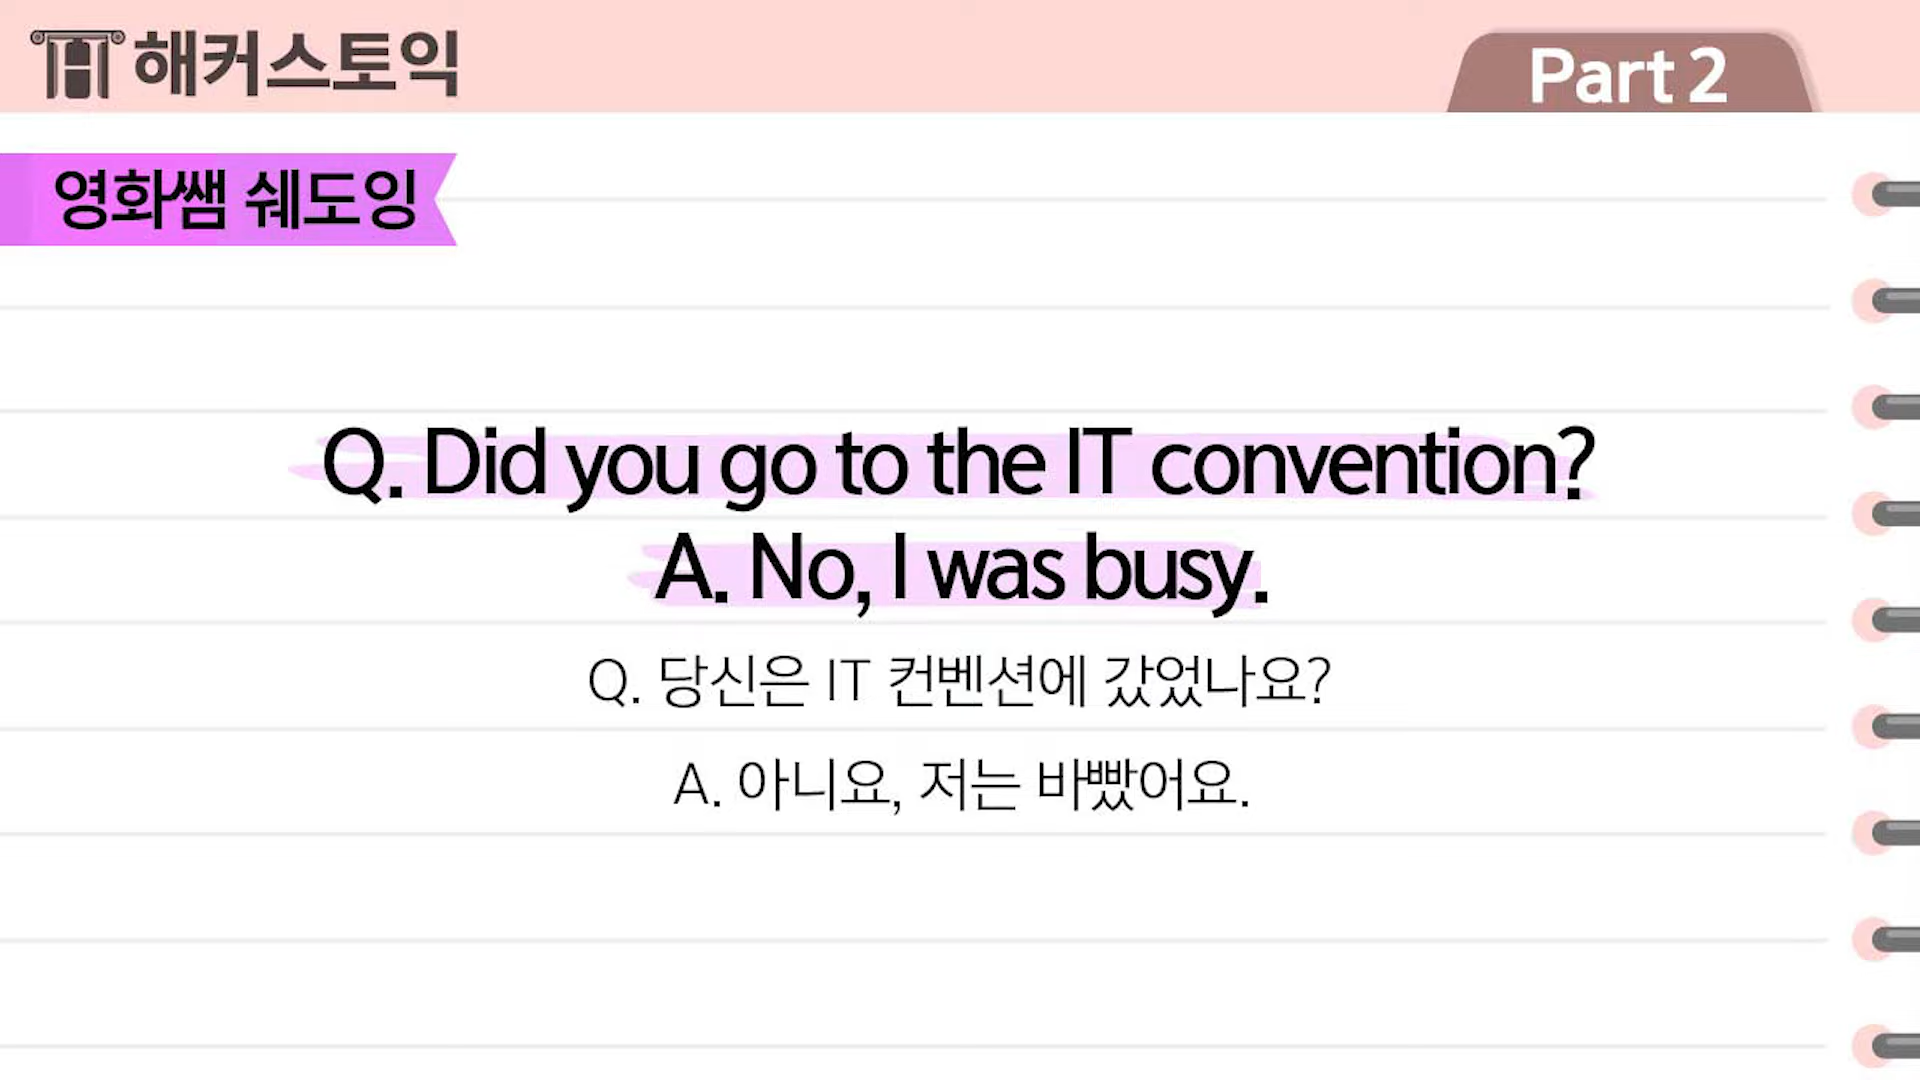 해커스토익
Part 2
영화쌤 쉐도잉
Q. Did you go to the IT convention?
A. No, I was busy.
Q. 당신은 IT 컨벤션에 갔었나요?
A. 아니요, 저는 바빴어요.